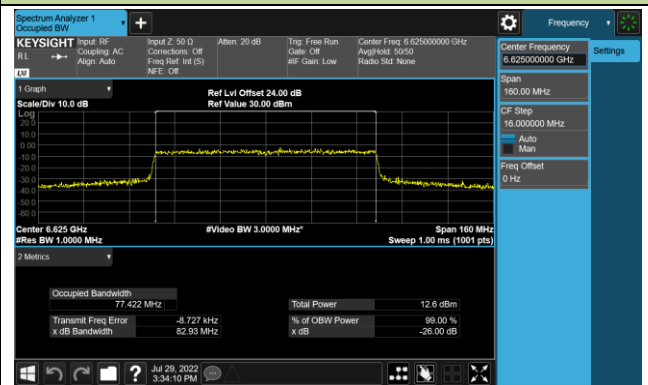 Spectrum Analyzer 1
Occupied BW
+
Frequency
KEYSIGHT
Input: RF
Coupling: AC
Align: Auto
Input Z: 50 Ω
Corrections: Off
Freq Ref: Int (S)
NFE: Off
Atten: 20 dB
Trig: Free Run
Gate: Off
#IF Gain: Low
Center Freq: 6.625000000 GHz
Avg|Hold: 50/50
Radio Std: None
RL
LXI
Center Frequency
6.625000000 GHz
Settings
Span
160.00 MHz
CF Step
16.000000 MHz
Auto
Man
Freq Offset
0 Hz
1 Graph
Scale/Div 10.0 dB
Ref Lvl Offset 24.00 dB
Ref Value 30.00 dBm
Log
20.0
10.0
0.00
-10.0
-20.0
-30.0
-40.0
-50.0
-60.0
Center 6.625 GHz
#Video BW 3.0000 MHz*
Span 160 MHz
#Res BW 1.0000 MHz
Sweep 1.00 ms (1001 pts)
2 Metrics
Occupied Bandwidth
77.422 MHz
Total Power 12.6 dBm
Transmit Freq Error -8.727 kHz
% of OBW Power 99.00 %
x dB Bandwidth 82.93 MHz
x dB -26.00 dB
?
Jul 29, 2022
3:34:10 PM